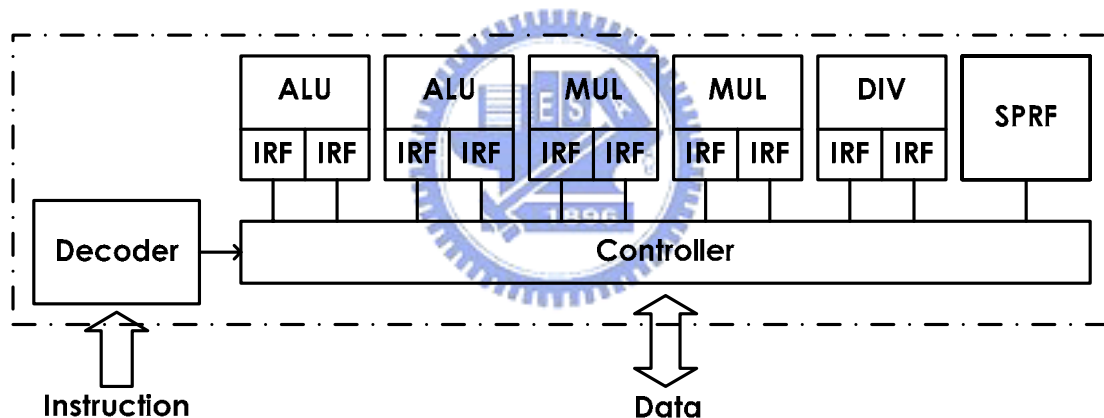 ALU ALU MUL MUL DIV SPRF
IRF IRF IRF IRF IRF IRF IRF IRF IRF IRF
E S
1896
Decoder Controller
Instruction Data